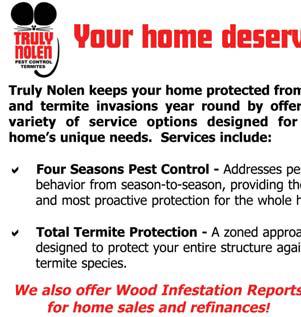 TRULY
NOLEN
PEST CONTROL
TERMITES
Your home deserv
Truly Nolen keeps your home protected from
and termite invasions year round by offer
variety of service options designed for
home's unique needs. Services include:
Four Seasons Pest Control - Addresses pe
behavior from season-to-season, providing the
and most proactive protection for the whole h
Total Termite Protection - A zoned approa
designed to protect your entire structure agai
termite species.
We also offer Wood Infestation Reports
for home sales and refinances!